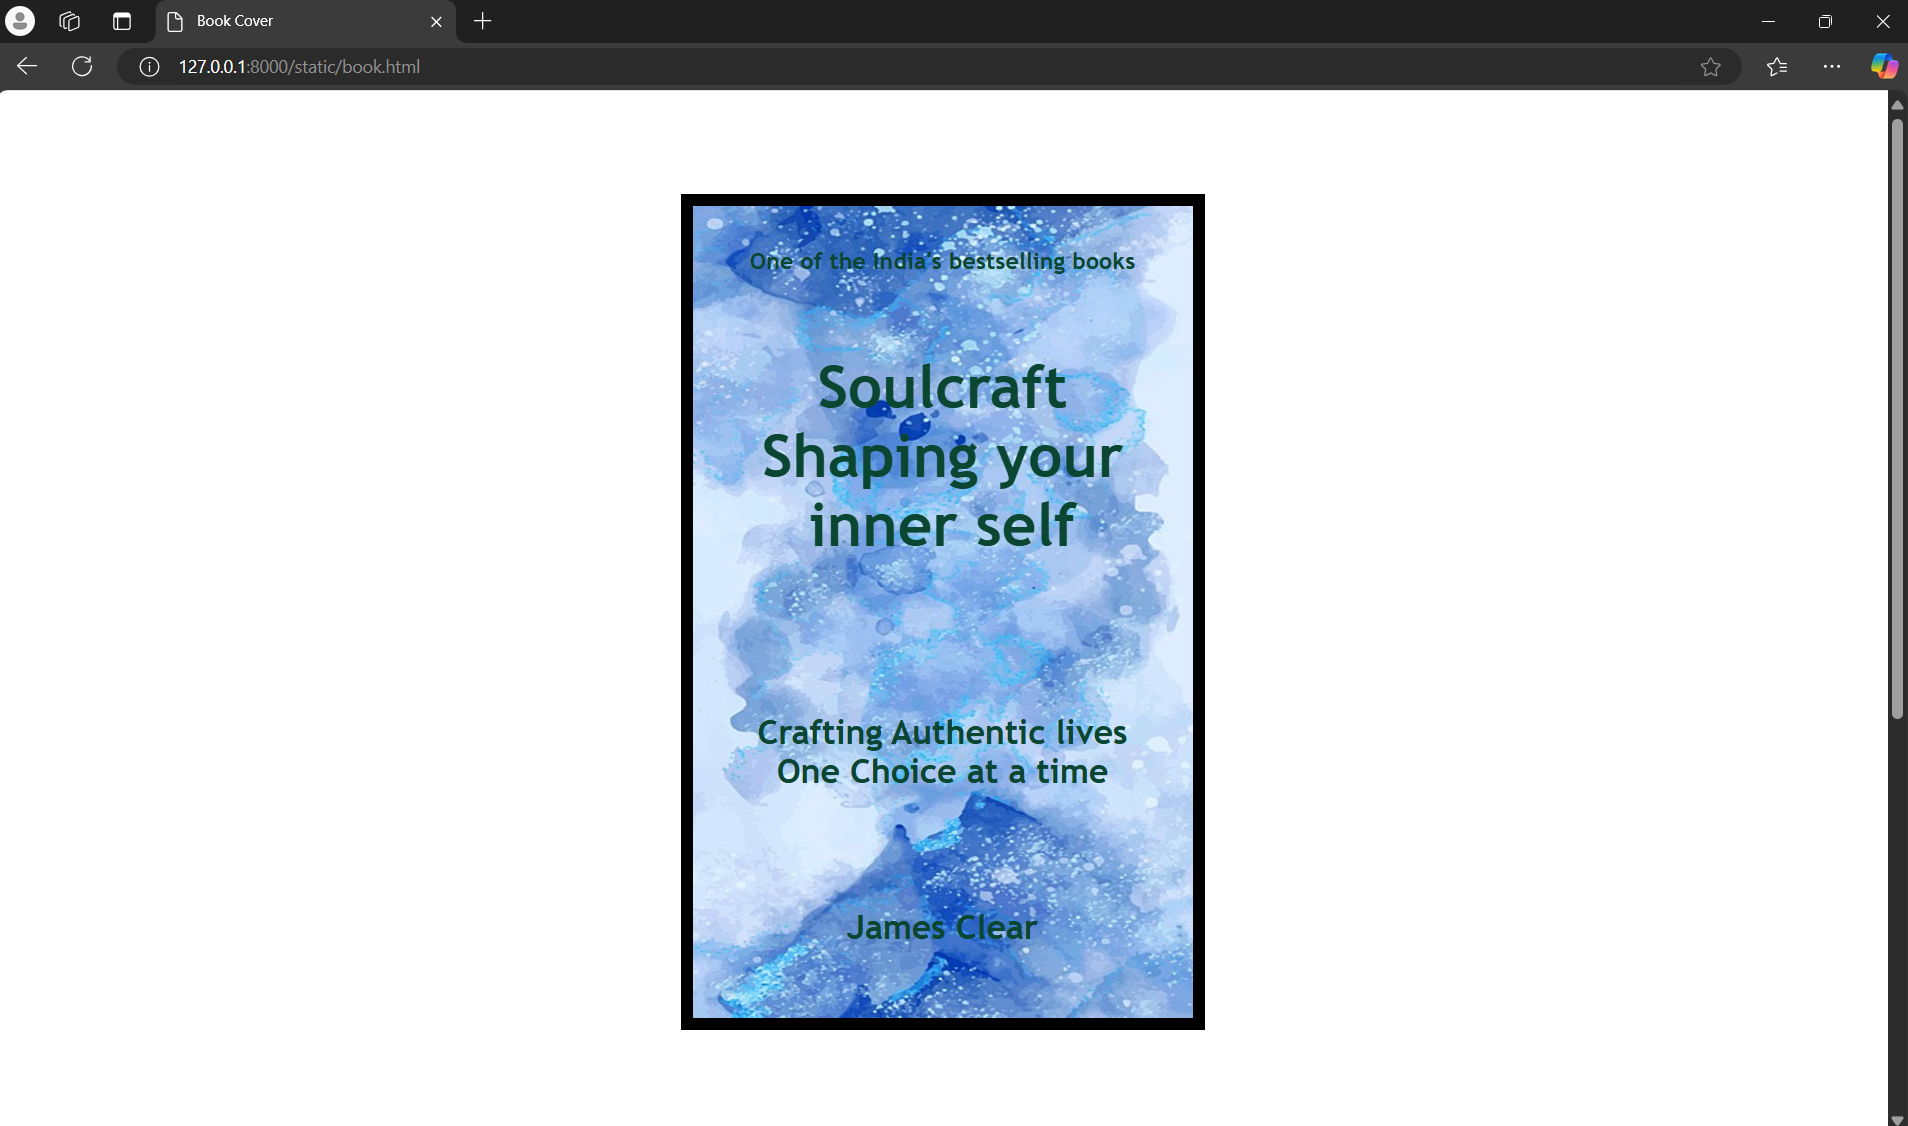 Book Cover
127.0.0.1:8000/static/book.html
One of the India's bestselling books
Soulcraft
Shaping your
inner self
Crafting Authentic lives
One Choice at a time
James Clear